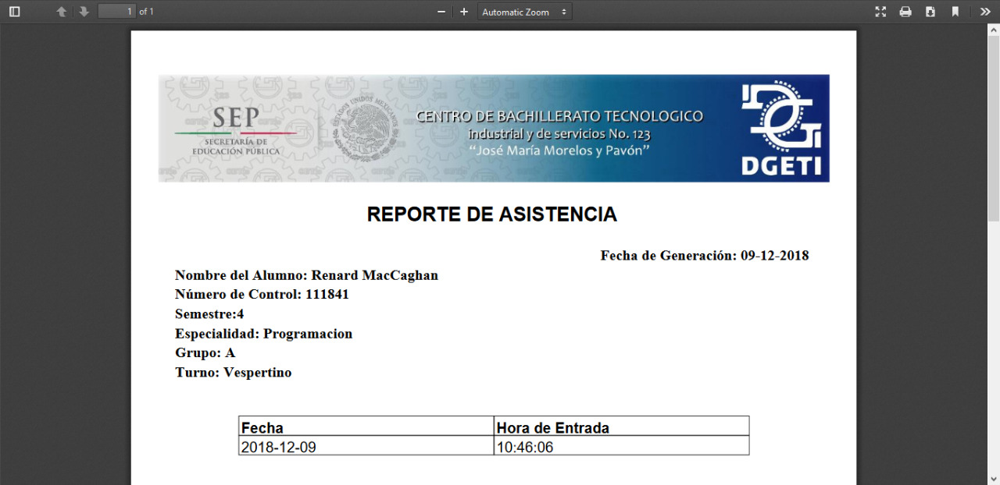 1 of 1
Automatic Zoom
SEP
SECRETARÍA DE
EDUCACIÓN PÚBLICA
ESTADOS UNIDOS MEXICANOS
CENTRO DE BACHILLERATO TECNOLOGICO
industrial y de servicios No. 123
“José María Morelos y Pavón”
DGETI
REPORTE DE ASISTENCIA
Fecha de Generación: 09-12-2018
Nombre del Alumno: Renard MacCaghan
Número de Control: 111841
Semestre:4
Especialidad: Programacion
Grupo: A
Turno: Vespertino
Fecha Hora de Entrada
2018-12-09 10:46:06